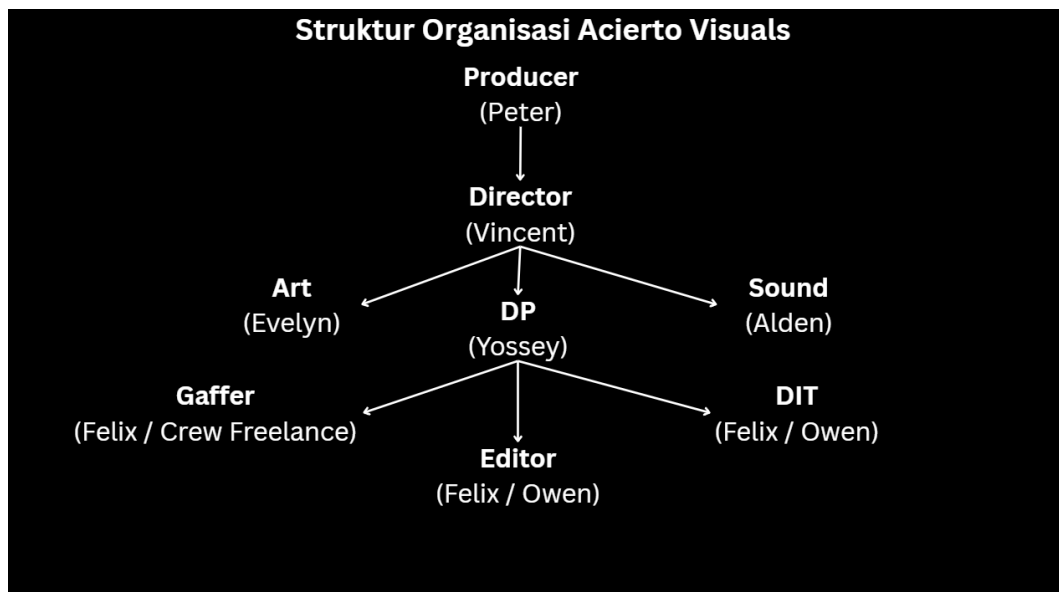 Struktur Organisasi Acierto Visuals
Producer
(Peter)
Director
(Vincent)
Art
(Evelyn)
DP
(Yossey)
Sound
(Alden)
Gaffer
(Felix / Crew Freelance)
Editor
(Felix / Owen)
DIT
(Felix / Owen)